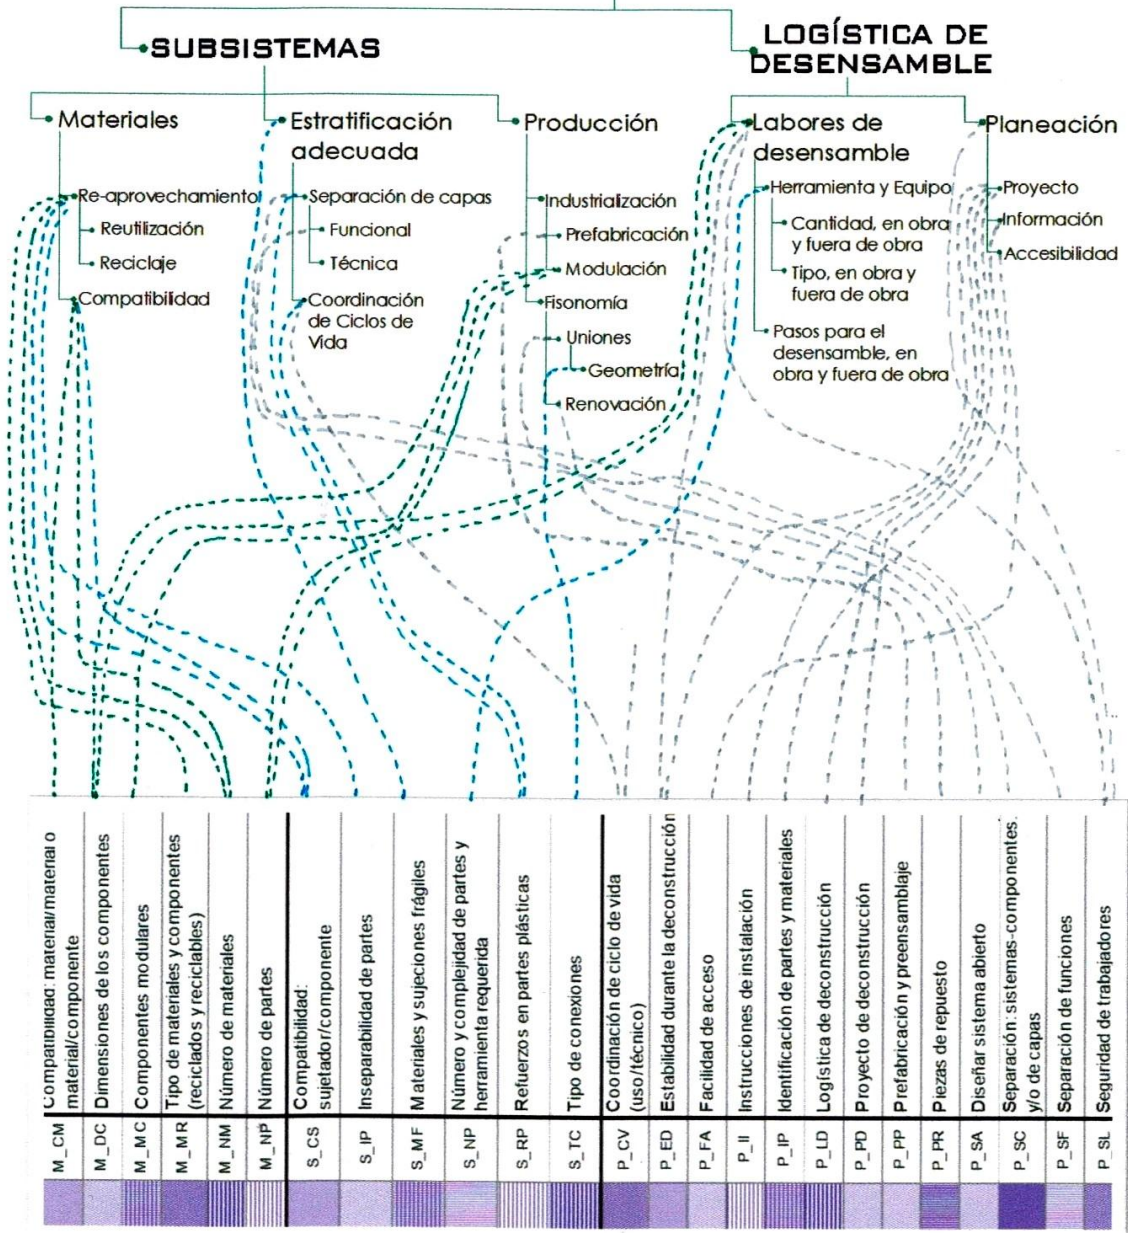 SUBSISTEMAS
LOGÍSTICA DE
DESENSAMBLE
Materiales
Re-aprovechamiento
Reutilización
Reciclaje
Compatibilidad
Estratificación
adecuada
Separación de capas
Funcional
Técnica
Coordinación
de Ciclos de
Vida
Producción
Industrialización
Prefabricación
Modulación
Fisonomía
Uniones
Geometría
Renovación
Labores de
desensamble
Herramienta y Equipo
Cantidad, en obra
y fuera de obra
Tipo, en obra y
fuera de obra
Pasos para el
desensamble, en
obra y fuera de obra
Planeación
Proyecto
Información
Accesibilidad
M_CM
Compatibilidad: material/material o
material/componente
M_DC
Dimensiones de los componentes
M_MC
Componentes modulares
M_MR
Tipo de materiales y componentes
(reciclados y reciclables)
M_NM
Número de materiales
M_NP
Número de partes
S_CS
Compatibilidad:
sujetador/componente
S_IP
Inseparabilidad de partes
S_MF
Materiales y sujeciones frágiles
S_NP
Número y complejidad de partes y
herramienta requerida
S_RP
Refuerzos en partes plásticas
S_TC
Tipo de conexiones
P_CV
Coordinación de ciclo de vida
(uso/técnico)
P_ED
Estabilidad durante la deconstrucción
P_FA
Facilidad de acceso
P_II
Instrucciones de instalación
P_IP
Identificación de partes y materiales
P_LD
Logística de deconstrucción
P_PD
Proyecto de deconstrucción
P_PP
Prefabricación y preensamblaje
P_PR
Piezas de repuesto
P_SA
Diseñar sistema abierto
P_SC
Separación: sistemas-componentes.
y/o de capas
P_SF
Separación de funciones
P_SL
Seguridad de trabajadores